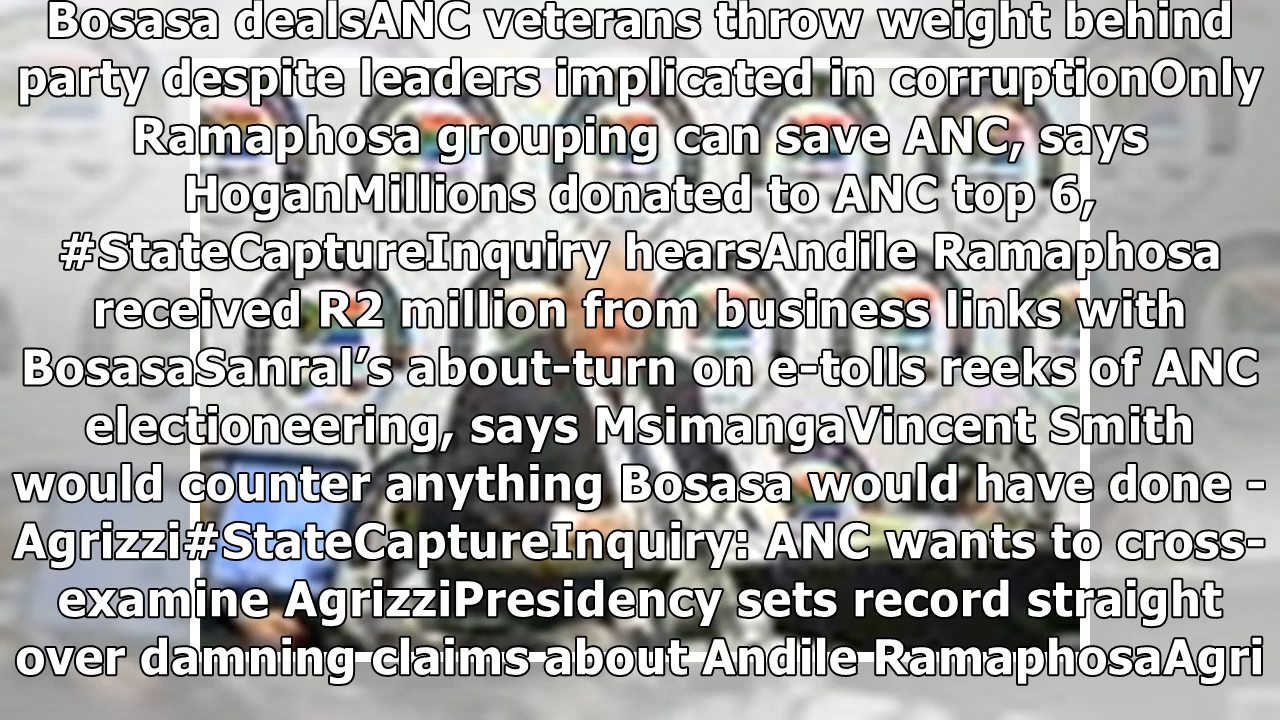 Bosasa dealsANC veterans throw weight behind
party despite leaders implicated in corruptionOnly
Ramaphosa grouping can save ANC, says
HoganMillions donated to ANC top 6,
#StateCaptureInquiry hearsAndile Ramaphosa
received R2 million from business links with
BosasaSanral’s about-turn on e-tolls reeks of ANC
electioneering, says MsimangaVincent Smith
would counter anything Bosasa would have done -
Agrizzi#StateCaptureInquiry: ANC wants to cross-
examine AgrizziPresidency sets record straight
over damning claims about Andile RamaphosaAgri